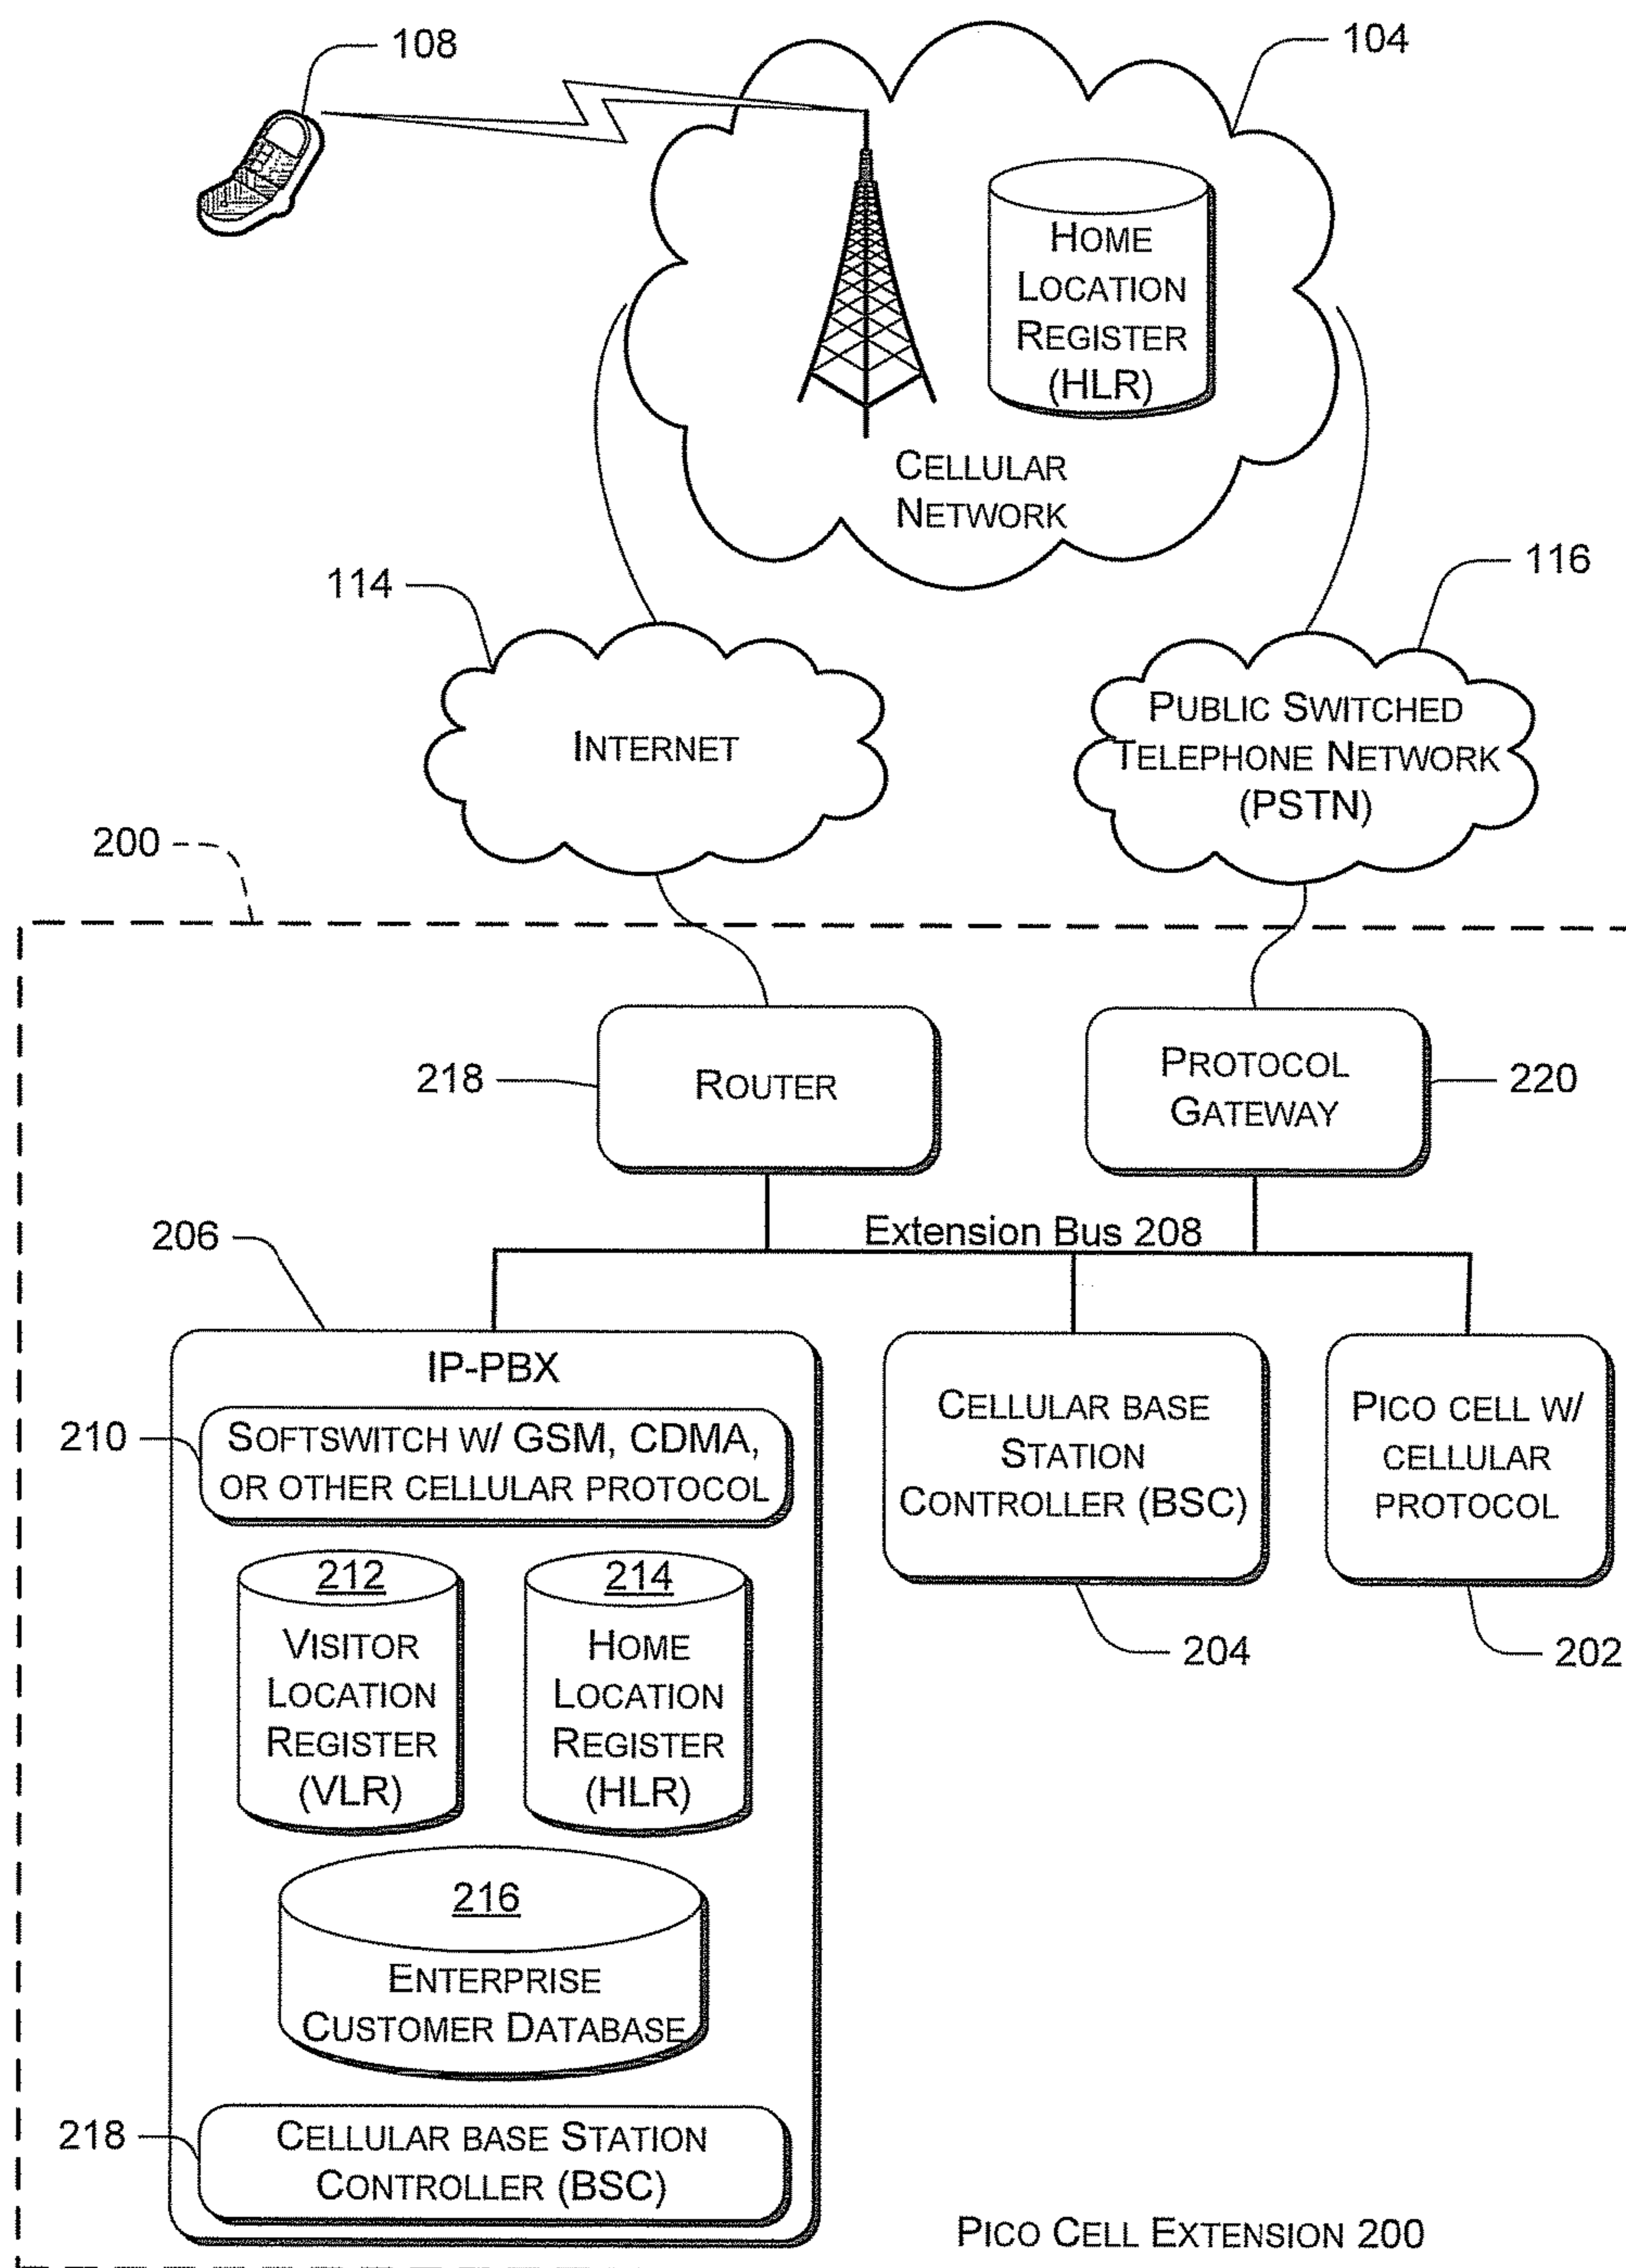 108
104
HOME
LOCATION
REGISTER
(HLR)
CELLULAR
NETWORK
114
116
INTERNET
PUBLIC SWITCHED
TELEPHONE NETWORK
(PSTN)
200
218
ROUTER
PROTOCOL
GATEWAY
220
Extension Bus 208
206
IP-PBX
210
SOFTSWITCH W/ GSM, CDMA,
OR OTHER CELLULAR PROTOCOL
CELLULAR BASE
STATION
CONTROLLER (BSC)
PICO CELL W/
CELLULAR
PROTOCOL
212
VISITOR
LOCATION
REGISTER
(VLR)
214
HOME
LOCATION
REGISTER
(HLR)
204
202
216
ENTERPRISE
CUSTOMER DATABASE
218
CELLULAR BASE STATION
CONTROLLER (BSC)
PICO CELL EXTENSION 200